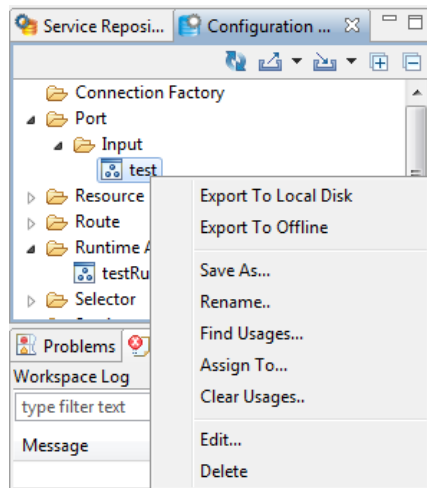 Service Reposi... Configuration ...
Connection Factory
Port
Input
test
Resource
Route
Runtime A
testRu
Selector
Export To Local Disk
Export To Offline
Save As...
Rename..
Find Usages...
Assign To...
Clear Usages..
Edit...
Delete
Problems
Workspace Log
type filter text
Message